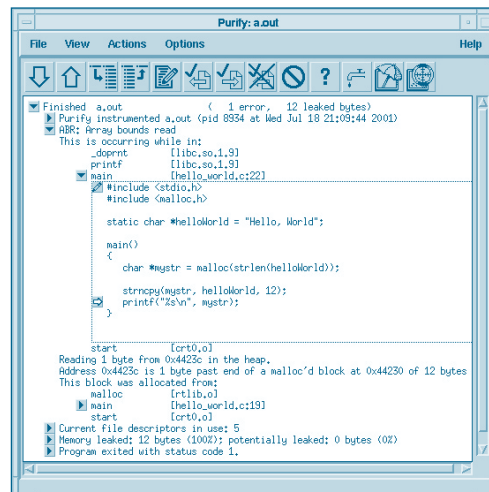 Purify: a.out
File View Actions Options Help
?
Finished a.out ( 1 error, 12 leaked bytes)
Purify instrumented a.out (pid 8934 at Wed Jul 18 21:09:44 2001)
ABR: Array bounds read
This is occurring while in:
_doprnt [libc.so.1.9]
printf [libc.so.1.9]
main [hello_world.c:22]
#include <stdio.h>
#include <malloc.h>
static char *helloWorld = "Hello, World";
main()
{
char *mystr = malloc(strlen(helloWorld));
strncpy(mystr, helloWorld, 12);
printf("%s\n", mystr);
}
start [crt0.o]
Reading 1 byte from 0x4423c in the heap.
Address 0x4423c is 1 byte past end of a malloc'd block at 0x44230 of 12 bytes
This block was allocated from:
malloc [rtlib.o]
main [hello_world.c:19]
start [crt0.o]
Current file descriptors in use: 5
Memory leaked: 12 bytes (100%); potentially leaked: 0 bytes (0%)
Program exited with status code 1.